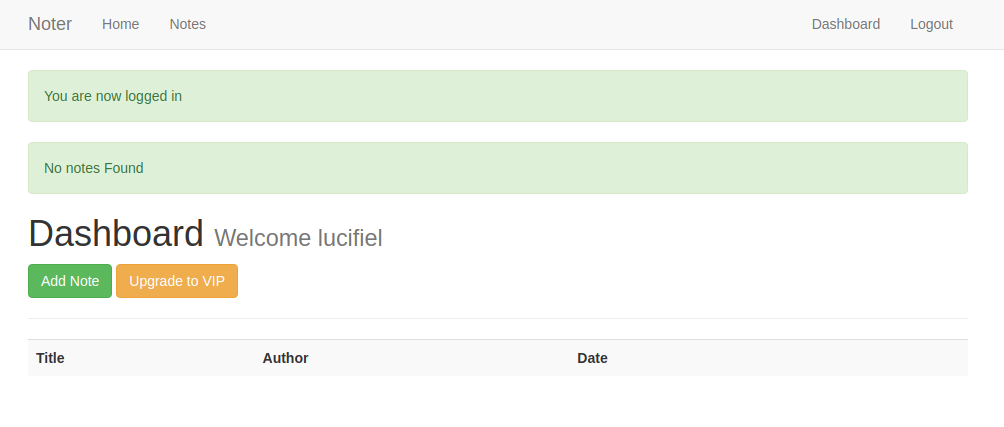 Noter Home Notes Dashboard Logout
You are now logged in
No notes Found
Dashboard Welcome lucifiel
Add Note Upgrade to VIP
Title Author Date